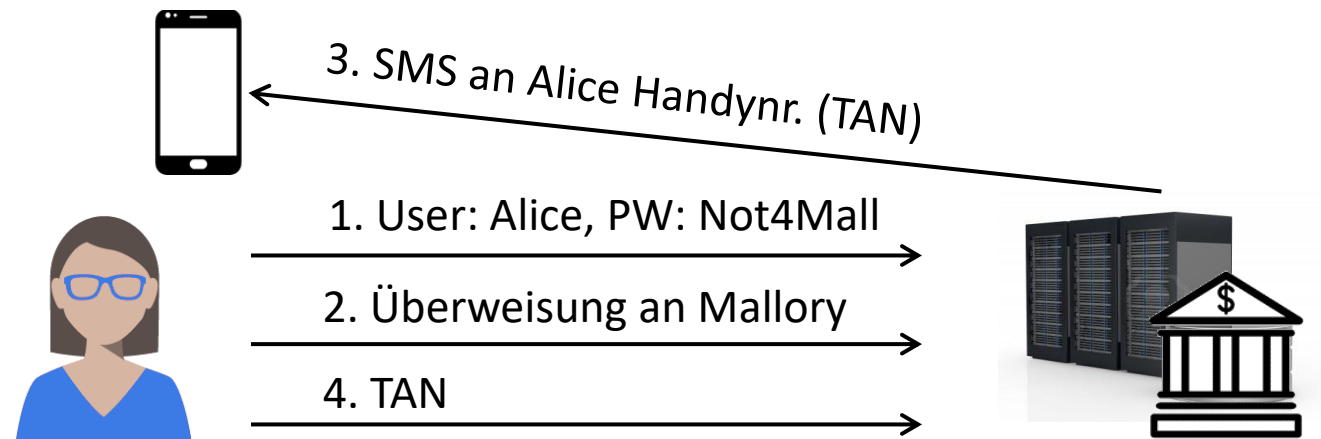 3. SMS an Alice Handynr. (TAN)
1. User: Alice, PW: Not4Mall
2. Überweisung an Mallory
$
4. TAN